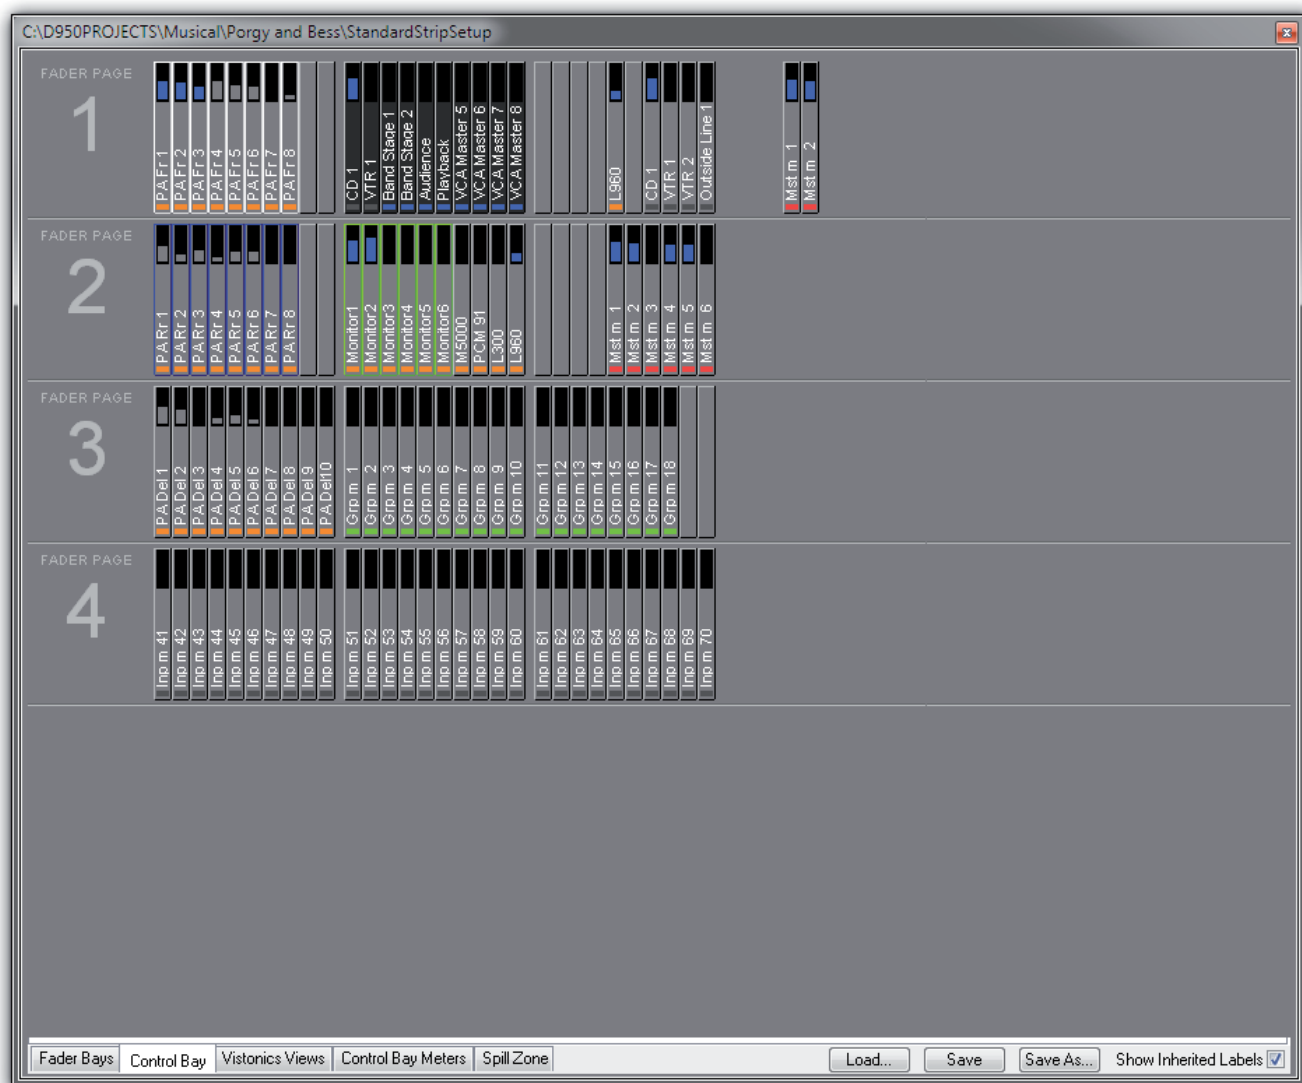 C:\D950PROJECTS\Musical\Porgy and Bess\StandardStripSetup
FADER PAGE
1
PA Fr 1
PA Fr 2
PA Fr 3
PA Fr 4
PA Fr 5
PA Fr 6
PA Fr 7
PA Fr 8
CD 1
VTR 1
Band Stage 1
Band Stage 2
Audience
Playback
VCA Master 5
VCA Master 6
VCA Master 7
VCA Master 8
L960
CD 1
VTR 1
VTR 2
Outside Line 1
Mst m 1
Mst m 2
FADER PAGE
2
PA Rr 1
PA Rr 2
PA Rr 3
PA Rr 4
PA Rr 5
PA Rr 6
PA Rr 7
PA Rr 8
Monitor1
Monitor2
Monitor3
Monitor4
Monitor5
Monitor6
M5000
PCM 91
L300
L960
Mst m 1
Mst m 2
Mst m 3
Mst m 4
Mst m 5
Mst m 6
FADER PAGE
3
PA Del 1
PA Del 2
PA Del 3
PA Del 4
PA Del 5
PA Del 6
PA Del 7
PA Del 8
PA Del 9
PA Del10
Grp m 1
Grp m 2
Grp m 3
Grp m 4
Grp m 5
Grp m 6
Grp m 7
Grp m 8
Grp m 9
Grp m 10
Grp m 11
Grp m 12
Grp m 13
Grp m 14
Grp m 15
Grp m 16
Grp m 17
Grp m 18
FADER PAGE
4
Inp m 41
Inp m 42
Inp m 43
Inp m 44
Inp m 45
Inp m 46
Inp m 47
Inp m 48
Inp m 49
Inp m 50
Inp m 51
Inp m 52
Inp m 53
Inp m 54
Inp m 55
Inp m 56
Inp m 57
Inp m 58
Inp m 59
Inp m 60
Inp m 61
Inp m 62
Inp m 63
Inp m 64
Inp m 65
Inp m 66
Inp m 67
Inp m 68
Inp m 69
Inp m 70
Fader Bays
Control Bay
Vistonics Views
Control Bay Meters
Spill Zone
Load...
Save
Save As...
Show Inherited Labels